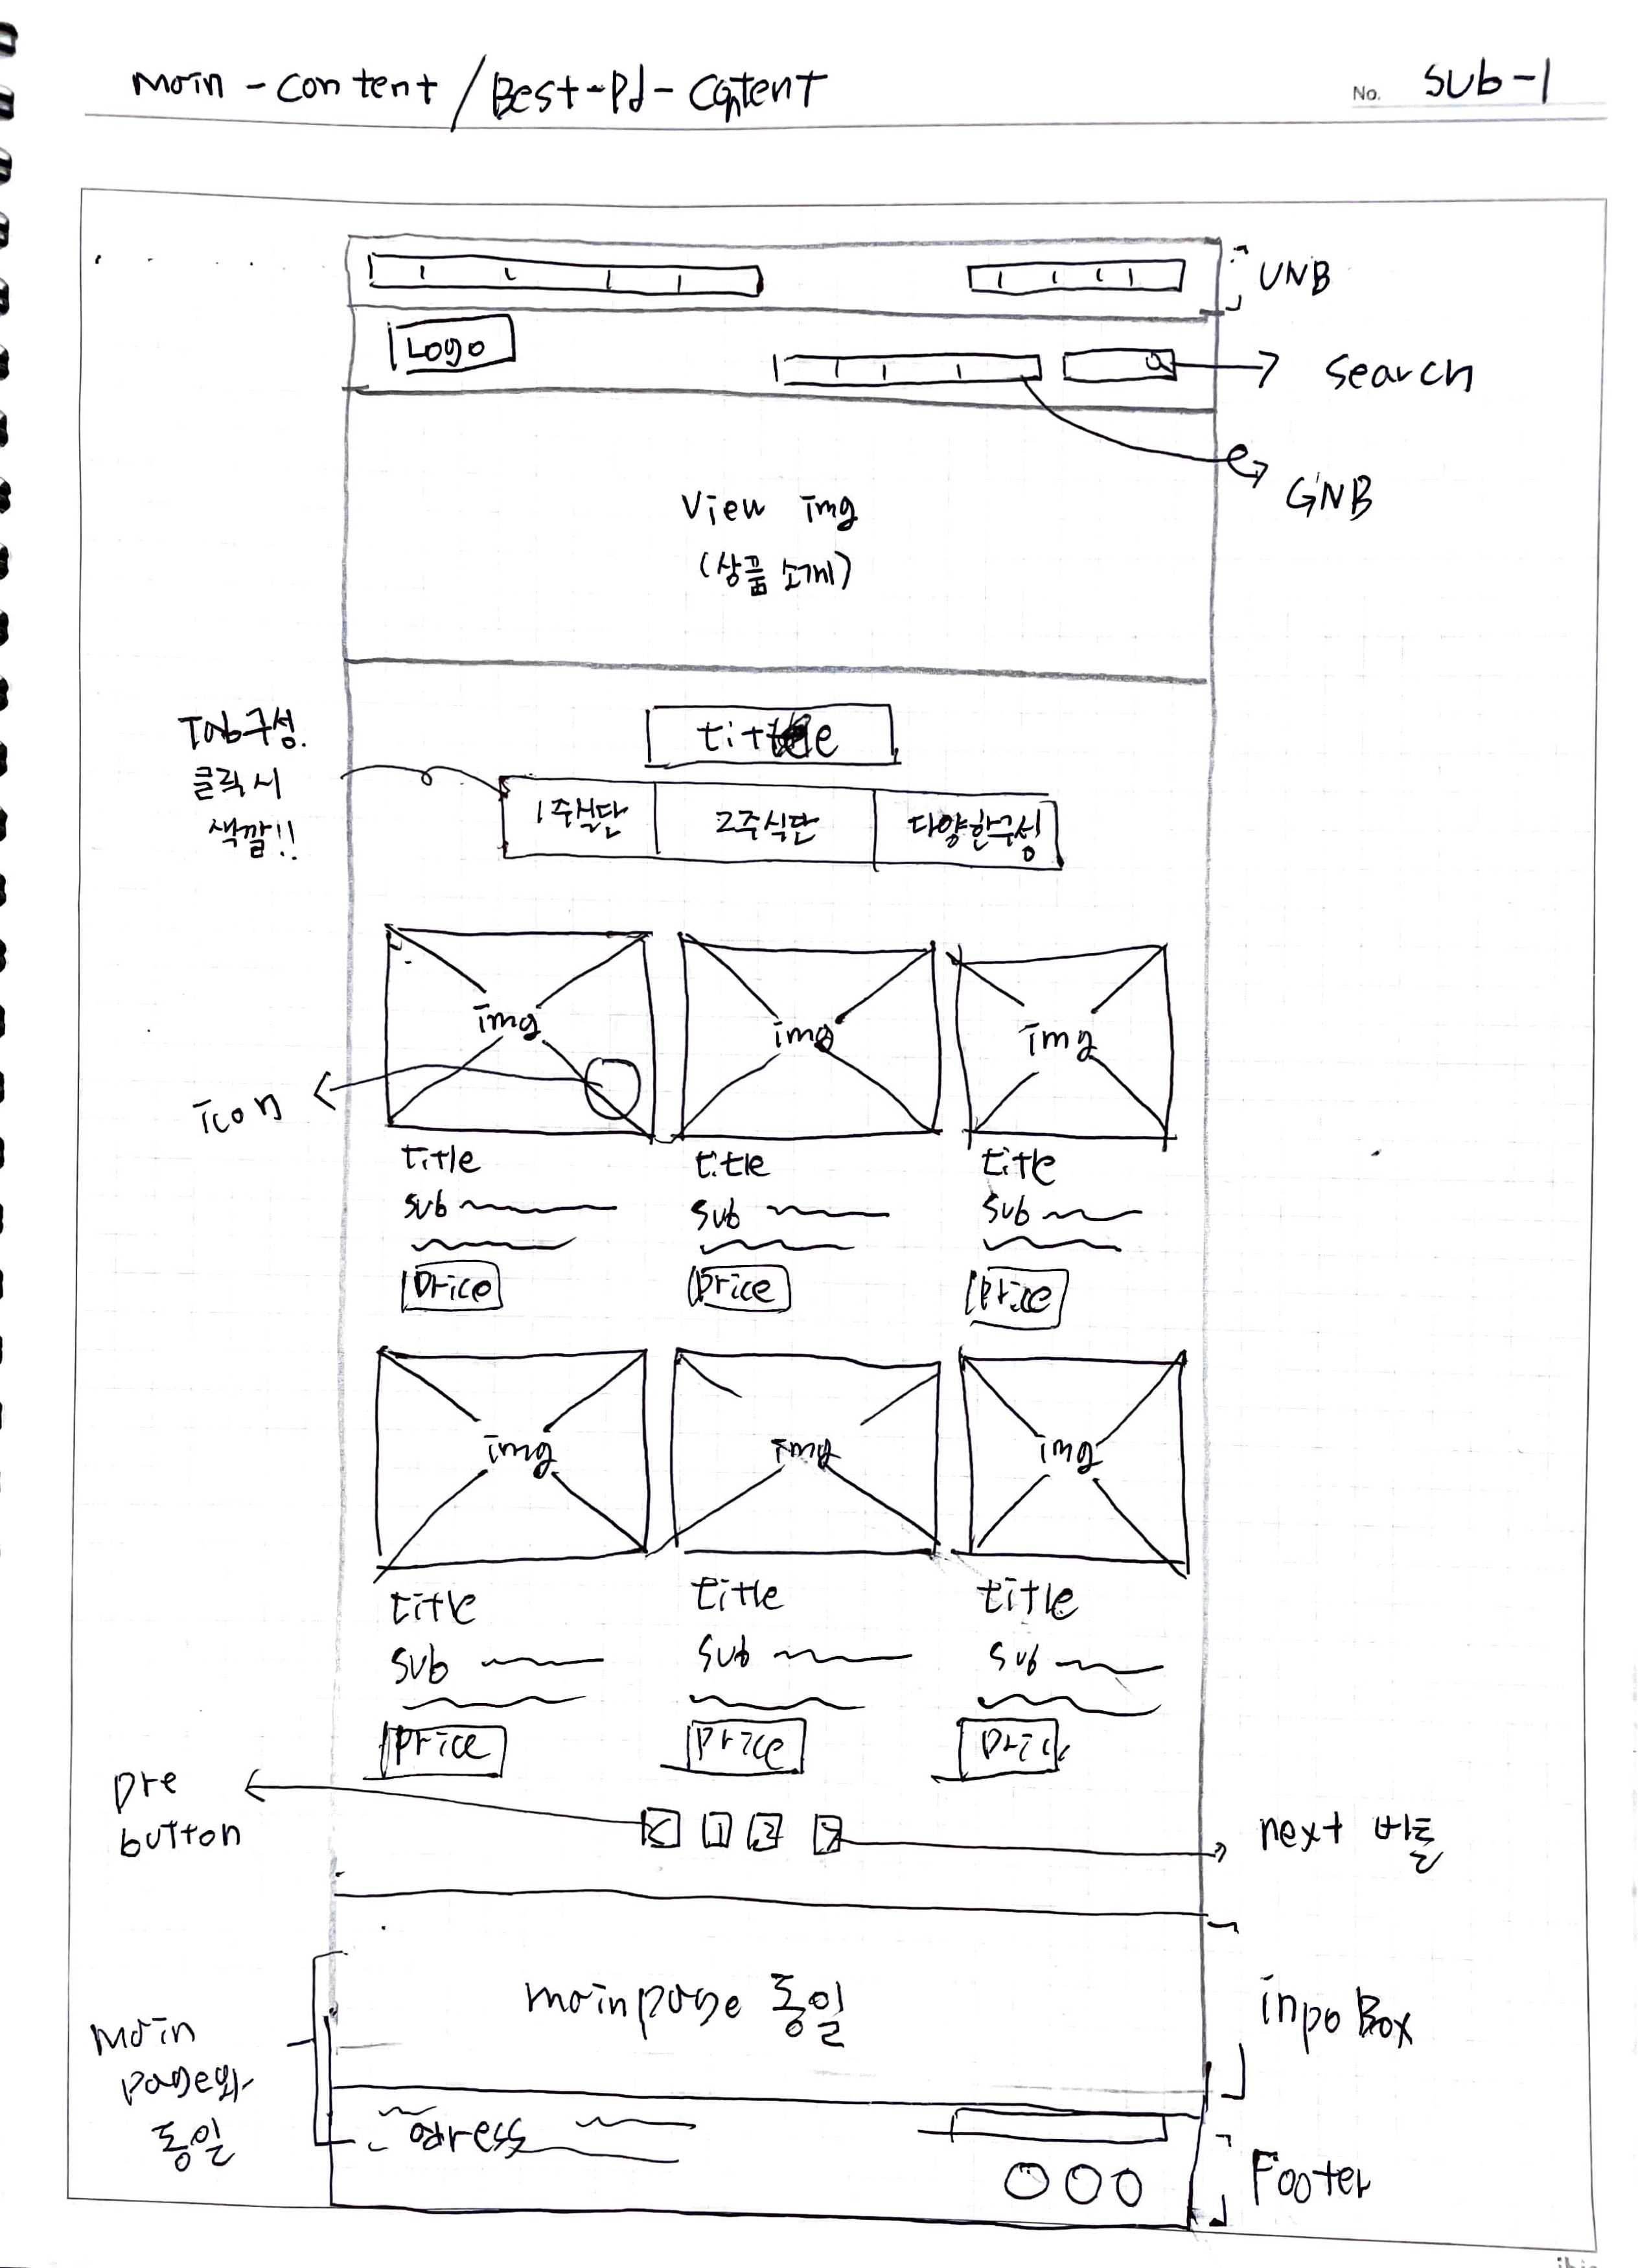 main - content / Best-Pd-Content
No. sub-1
UNB
Logo
search
GNB
View img
(상품 소개)
title
Tab구성.
클릭시
색깔!!
1주식단 2주식단 다양한구성
img img img
icon
title title title
sub sub sub
price price price
img img img
title title title
sub sub sub
price price price
pre
button
< 1 2 >
next 버튼
mainpage 동일
inpo Box
main
page와
동일
adress
Footer